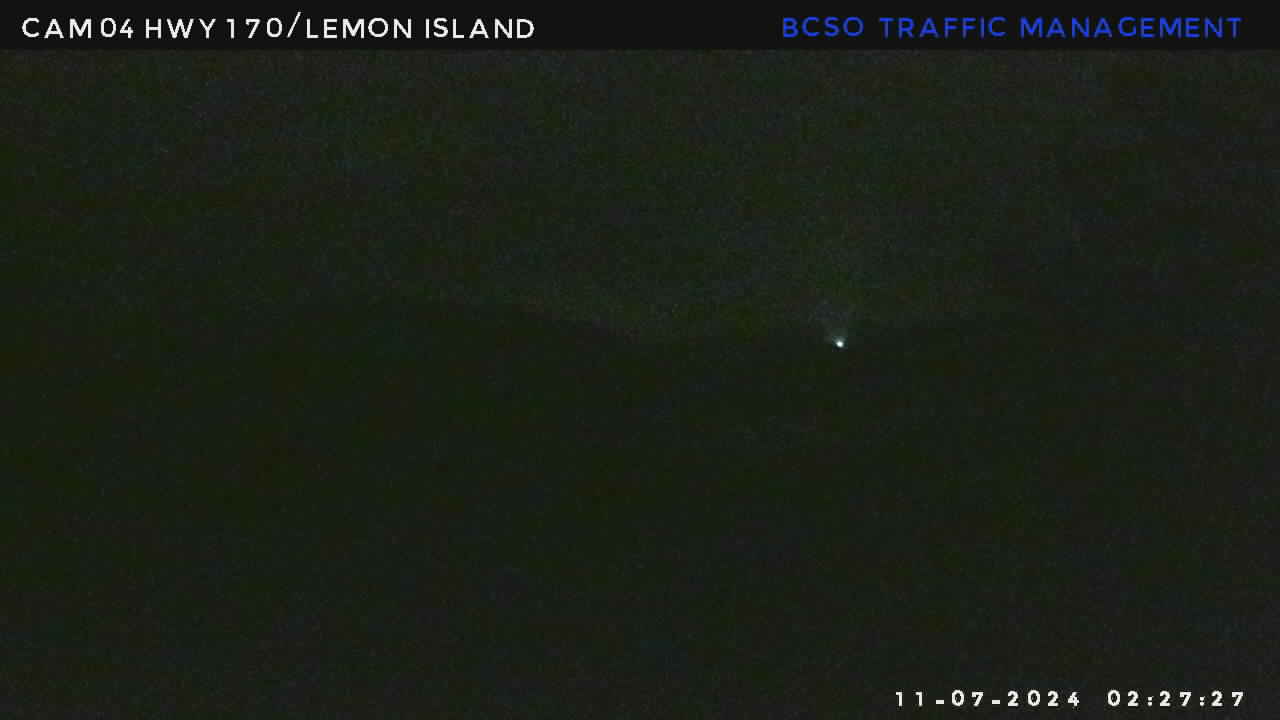 CAM04 HWY 170/LEMON ISLAND
BCSO TRAFFIC MANAGEMENT
11-07-2024 02:27:27